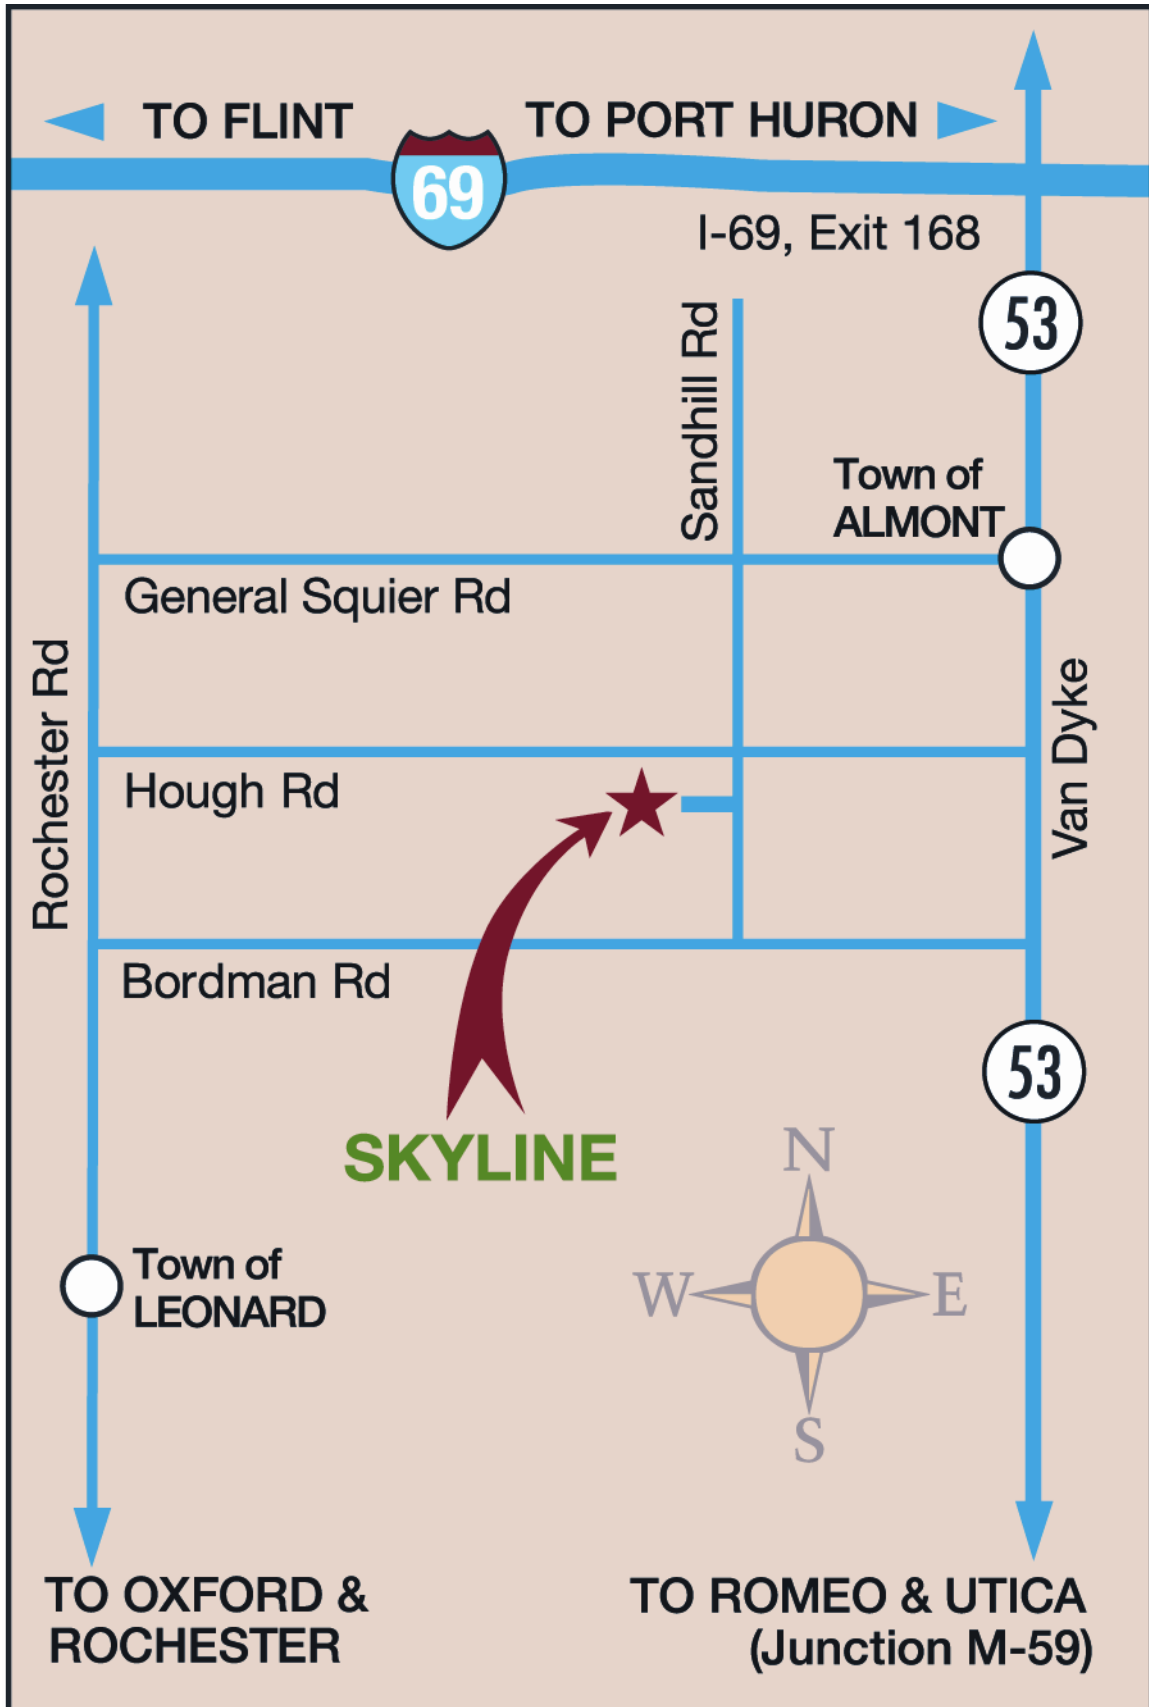 TO FLINT
TO PORT HURON
69
I-69, Exit 168
53
Sandhill Rd
Town of
ALMONT
General Squier Rd
Rochester Rd
Van Dyke
Hough Rd
Bordman Rd
53
SKYLINE
N
W
E
S
Town of
LEONARD
TO OXFORD &
ROCHESTER
TO ROMEO & UTICA
(Junction M-59)